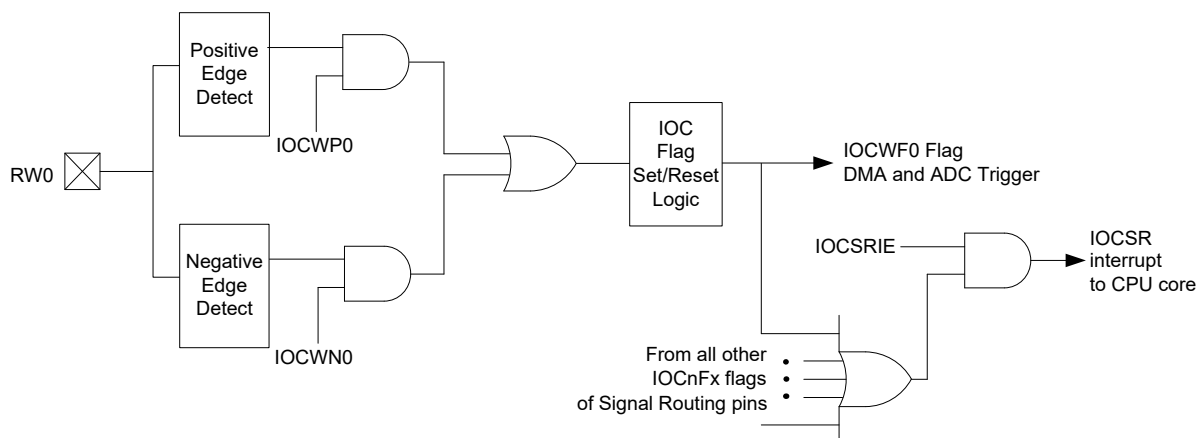 Positive
Edge
Detect
IOCWP0
RW0
Negative
Edge
Detect
IOCWN0
IOC
Flag
Set/Reset
Logic
IOCWF0 Flag
DMA and ADC Trigger
IOCSRIE
IOCSR
interrupt
to CPU core
From all other
IOCnFx flags
of Signal Routing pins